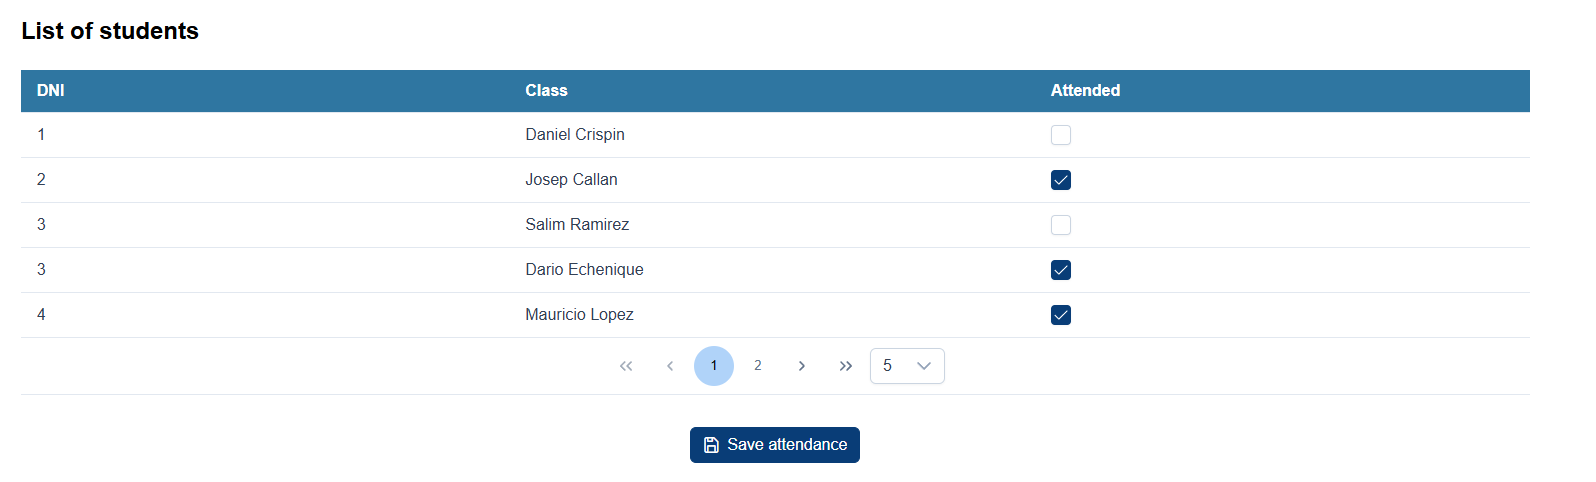 List of students
DNI Class Attended
1 Daniel Crispin
2 Josep Callan
3 Salim Ramirez
3 Dario Echenique
4 Mauricio Lopez
1 2 5
Save attendance